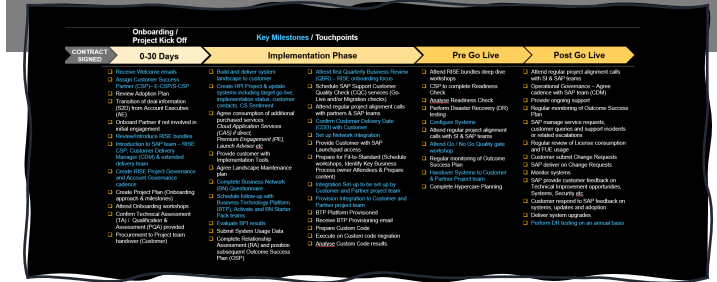 Onboarding /
Project Kick Off
Key Milestones / Touchpoints
CONTRACT
SIGNED
0-30 Days
Implementation Phase
Pre Go Live
Post Go Live
Receive Welcome emails
Assign Customer Success
Partner (CSP)– E-CSP/S-CSP
Review Adoption Plan
Transition of deal information
(S2D) from Account Executive
(AE)
Onboard Partner if not involved in
initial engagement
Review/Introduce RISE bundles
Introduction to SAP team – RISE
CSP, Customer Delivery
Manager (CDM) & extended
delivery team
Create RISE Project Governance
and Account Governance
cadence
Create Project Plan (Onboarding
approach & milestones)
Attend Onboarding workshops
Confirm Technical Assessment
(TA) / Qualification &
Assessment (PQA) provided
Procurement to Project team
handover (Customer)
Build and deliver system
landscape to customer
Create HPI Project & update
systems including target go-live,
implementation status, customer
contacts, CS Sentiment
Agree consumption of additional
purchased services
Cloud Application Services
(CAS) if direct,
Premium Engagement (PE),
Launch Advisor etc
Provide customer with
Implementation Tools
Agree Landscape Maintenance
plan
Complete Business Network
(BN) Questionnaire
Schedule follow-up with
Business Technology Platform
(BTP), Activate and BN Starter
Pack teams
Evaluate BPI results
Submit System Usage Data
Complete Relationship
Assessment (RA) and position
subsequent Outcome Success
Plan (OSP)
Attend first Quarterly Business Review
(QBR) – RISE onboarding focus
Schedule SAP Support Customer
Quality Check (CQC) services (Go-
Live and/or Migration checks)
Attend regular project alignment calls
with partners & SAP teams
Confirm Customer Delivery Date
(CDD) with Customer
Set up Network Integration
Provide Customer with SAP
Launchpad access
Prepare for Fit-to-Standard (Schedule
workshops, Identify Key Business
Process owner Attendees & Prepare
content)
Integration Set-up to be set up by
Customer and Partner project team
Provision Integration to Customer and
Partner project team
BTP Platform Provisioned
Receive BTP Provisioning email
Prepare Custom Code
Execute on Custom code migration
Analyse Custom Code results
Attend RISE bundles deep dive
workshops
CSP to complete Readiness
Check
Analyse Readiness Check
Perform Disaster Recovery (DR)
testing
Configure Systems
Attend regular project alignment
calls with SI & SAP teams
Attend Go / No Go Quality gate
workshop
Regular monitoring of Outcome
Success Plan
Handover Systems to Customer
& Partner Project team
Complete Hypercare Planning
Attend regular project alignment calls
with SI & SAP teams
Operational Governance – Agree
cadence with SAP team (CDM)
Provide ongoing support
Regular monitoring of Outcome Success
Plan
SAP manage service requests,
customer queries and support incidents
or related escalations
Regular review of License consumption
and FUE usage
Customer submit Change Requests
SAP deliver on Change Requests
Monitor systems
SAP provide customer feedback on
Technical Improvement opportunities,
Systems, Security etc
Customer respond to SAP feedback on
systems, updates and adoption
Deliver system upgrades
Perform DR testing on an annual basis